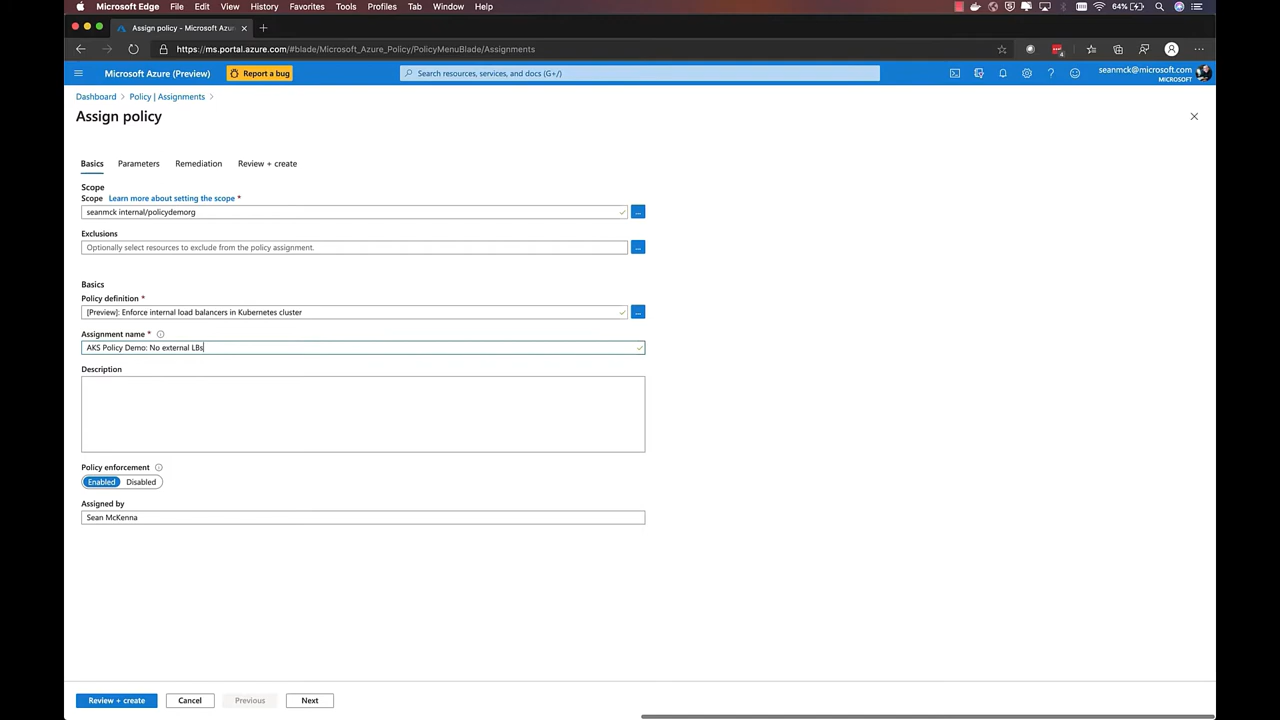 Microsoft Edge File Edit View History Favorites Tools Profiles Tab Window Help 64%
Assign policy - Microsoft Azu
https://ms.portal.azure.com/#blade/Microsoft_Azure_Policy/PolicyMenuBlade/Assignments 4
Microsoft Azure (Preview) Report a bug Search resources, services, and docs (G+/) seanmck@microsoft.com
MICROSOFT
Dashboard > Policy | Assignments >
Assign policy
Basics Parameters Remediation Review + create
Scope
Scope Learn more about setting the scope *
seanmck internal/policydemorg ...
Exclusions
Optionally select resources to exclude from the policy assignment. ...
Basics
Policy definition *
[Preview]: Enforce internal load balancers in Kubernetes cluster ...
Assignment name *
AKS Policy Demo: No external LBs
Description
Policy enforcement
Enabled Disabled
Assigned by
Sean McKenna
Review + create Cancel Previous Next